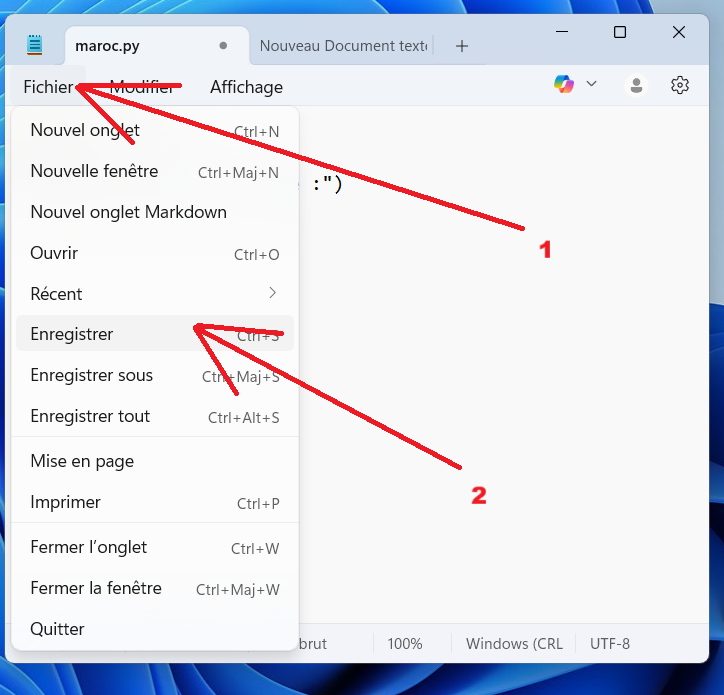 maroc.py
Nouveau Document texte
Fichier Modifier Affichage
Nouvel onglet Ctrl+N
Nouvelle fenêtre Ctrl+Maj+N
:")
Nouvel onglet Markdown
1
Ouvrir Ctrl+O
Récent
Enregistrer Ctrl+S
Enregistrer sous Ctrl+Maj+S
Enregistrer tout Ctrl+Alt+S
Mise en page
2
Imprimer Ctrl+P
Fermer l’onglet Ctrl+W
Fermer la fenêtre Ctrl+Maj+W
Quitter
brut 100% Windows (CRL UTF-8